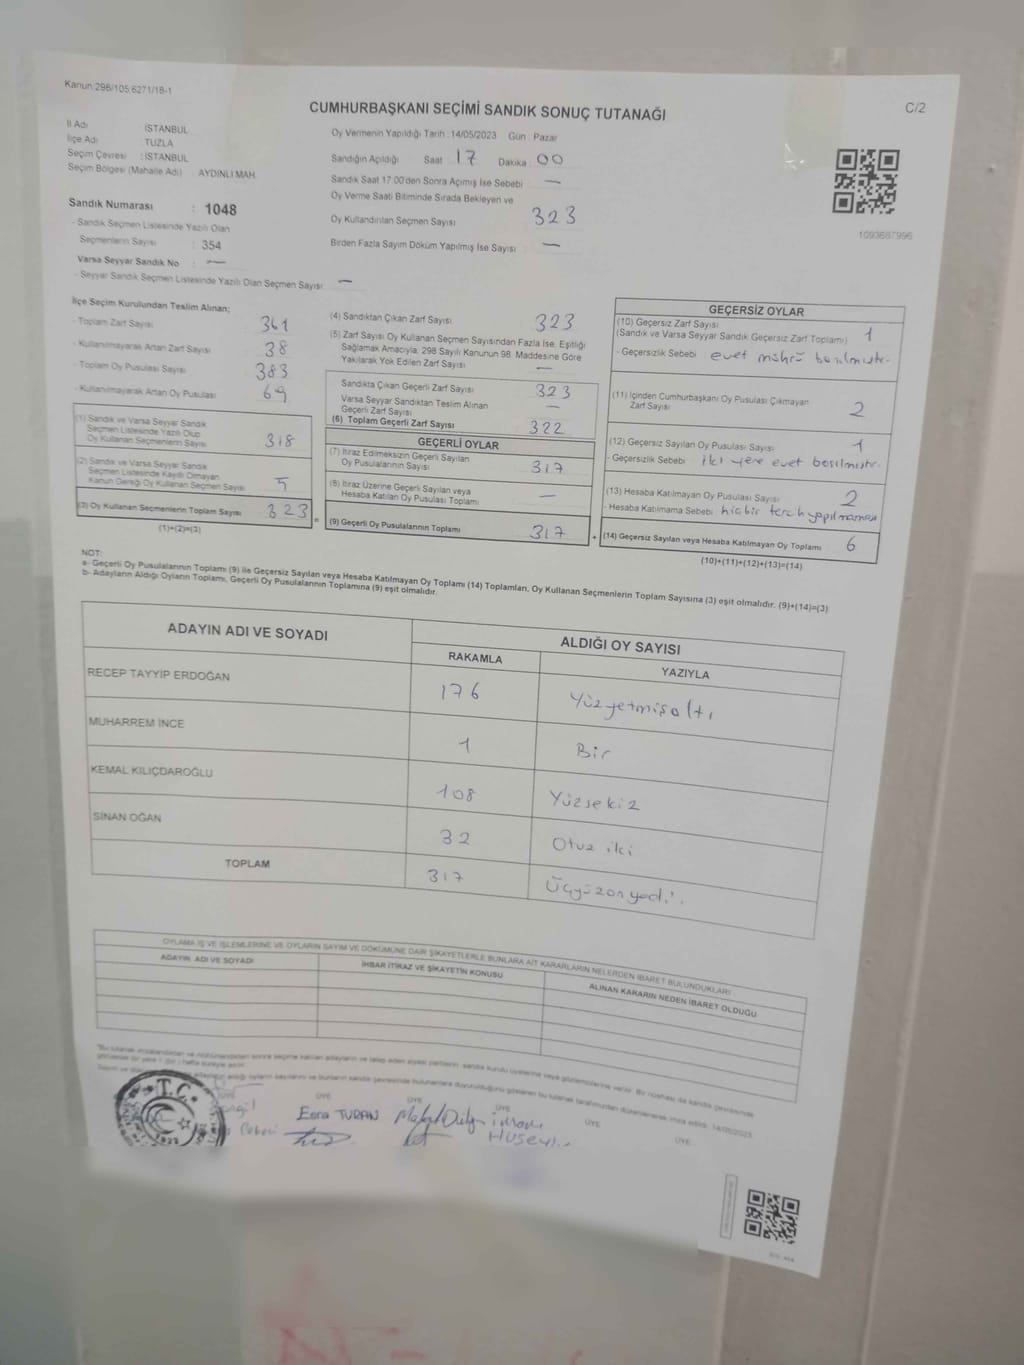 Kanun:298/105,6271/18-1
C/2
CUMHURBAŞKANI SEÇİMİ SANDIK SONUÇ TUTANAĞI
İl Adı : İSTANBUL
İlçe Adı : TUZLA
Seçim Çevresi : İSTANBUL
Seçim Bölgesi (Mahalle Adı) AYDINLI MAH.
Oy Vermenin Yapıldığı Tarih :14/05/2023 Gün Pazar
Sandığın Açıldığı Saat 17 Dakika : 00
Sandık Saat 17:00'den Sonra Açımış İse Sebebi —
Oy Verme Saati Bitiminde Sırada Bekleyen ve
Oy Kullandırılan Seçmen Sayısı 323
Birden Fazla Sayım Döküm Yapılmış İse Sayısı —
1093687996
Sandık Numarası : 1048
- Sandık Seçmen Listesinde Yazılı Olan
Seçmenlerin Sayısı : 354
Varsa Seyyar Sandık No : —
- Seyyar Sandık Seçmen Listesinde Yazılı Olan Seçmen Sayısı: —
İlçe Seçim Kurulundan Teslim Alınan;
- Toplam Zarf Sayısı 361
- Kullanılmayarak Artan Zarf Sayısı 38
- Toplam Oy Pusulası Sayısı 383
- Kullanılmayarak Artan Oy Pusulası 69
(1) Sandık ve Varsa Seyyar Sandık
Seçmen Listesinde Yazılı Olup
Oy Kullanan Seçmenlerin Sayısı 318
(2) Sandık ve Varsa Seyyar Sandık
Seçmen Listesinde Kayıtlı Olmayan
Kanun Gereği Oy Kullanan Seçmen Sayısı 5
(3) Oy Kullanan Seçmenlerin Toplam Sayısı 323
(1)+(2)=(3)
(4) Sandıktan Çıkan Zarf Sayısı 323
(5) Zarf Sayısı Oy Kullanan Seçmen Sayısından Fazla İse, Eşitliği
Sağlamak Amacıyla, 298 Sayılı Kanunun 98. Maddesine Göre
Yakılarak Yok Edilen Zarf Sayısı —
Sandıkta Çıkan Geçerli Zarf Sayısı 323
Varsa Seyyar Sandıktan Teslim Alınan
Geçerli Zarf Sayısı —
(6) Toplam Geçerli Zarf Sayısı 322
GEÇERLİ OYLAR
(7) İtiraz Edilmeksizin Geçerli Sayılan
Oy Pusulalarının Sayısı 317
(8) İtiraz Üzerine Geçerli Sayılan veya
Hesaba Katılan Oy Pusulası Toplamı —
= (9) Geçerli Oy Pusulalarının Toplamı 317 +
GEÇERSİZ OYLAR
(10) Geçersiz Zarf Sayısı
(Sandık ve Varsa Seyyar Sandık Geçersiz Zarf Toplamı) 1
- Geçersizlik Sebebi evet mührü basılmıştır.
(11) İçinden Cumhurbaşkanı Oy Pusulası Çıkmayan
Zarf Sayısı 2
(12) Geçersiz Sayılan Oy Pusulası Sayısı 1
- Geçersizlik Sebebi iki yere evet basılmıştır.
(13) Hesaba Katılmayan Oy Pusulası Sayısı 2
- Hesaba Katılmama Sebebi hiçbir tercih yapılmaması
(14) Geçersiz Sayılan veya Hesaba Katılmayan Oy Toplamı 6
(10)+(11)+(12)+(13)=(14)
NOT:
a- Geçerli Oy Pusulalarının Toplamı (9) ile Geçersiz Sayılan veya Hesaba Katılmayan Oy Toplamı (14) Toplamları, Oy Kullanan Seçmenlerin Toplam Sayısına (3) eşit olmalıdır. (9)+(14)=(3)
b- Adayların Aldığı Oyların Toplamı, Geçerli Oy Pusulalarının Toplamına (9) eşit olmalıdır.
ADAYIN ADI VE SOYADI
ALDIĞI OY SAYISI
RAKAMLA YAZIYLA
RECEP TAYYİP ERDOĞAN 176 Yüzyetmişaltı
MUHARREM İNCE 1 Bir
KEMAL KILIÇDAROĞLU 108 Yüzsekiz
SİNAN OĞAN 32 Otuz iki
TOPLAM 317 Üçyüzonyedi
OYLAMA İŞ VE İŞLEMLERİNE VE OYLARIN SAYIM VE DÖKÜMÜNE DAİR ŞİKAYETLERLE BUNLARA AİT KARARLARIN NELERDEN İBARET BULUNDUKLARI
ADAYIN ADI VE SOYADI
İHBAR İTİRAZ VE ŞİKAYETİN KONUSU
ALINAN KARARIN NEDEN İBARET OLDUĞU
14/05/2023
T.C.
ÜYE ÜYE ÜYE ÜYE ÜYE ÜYE
Esra TURAN